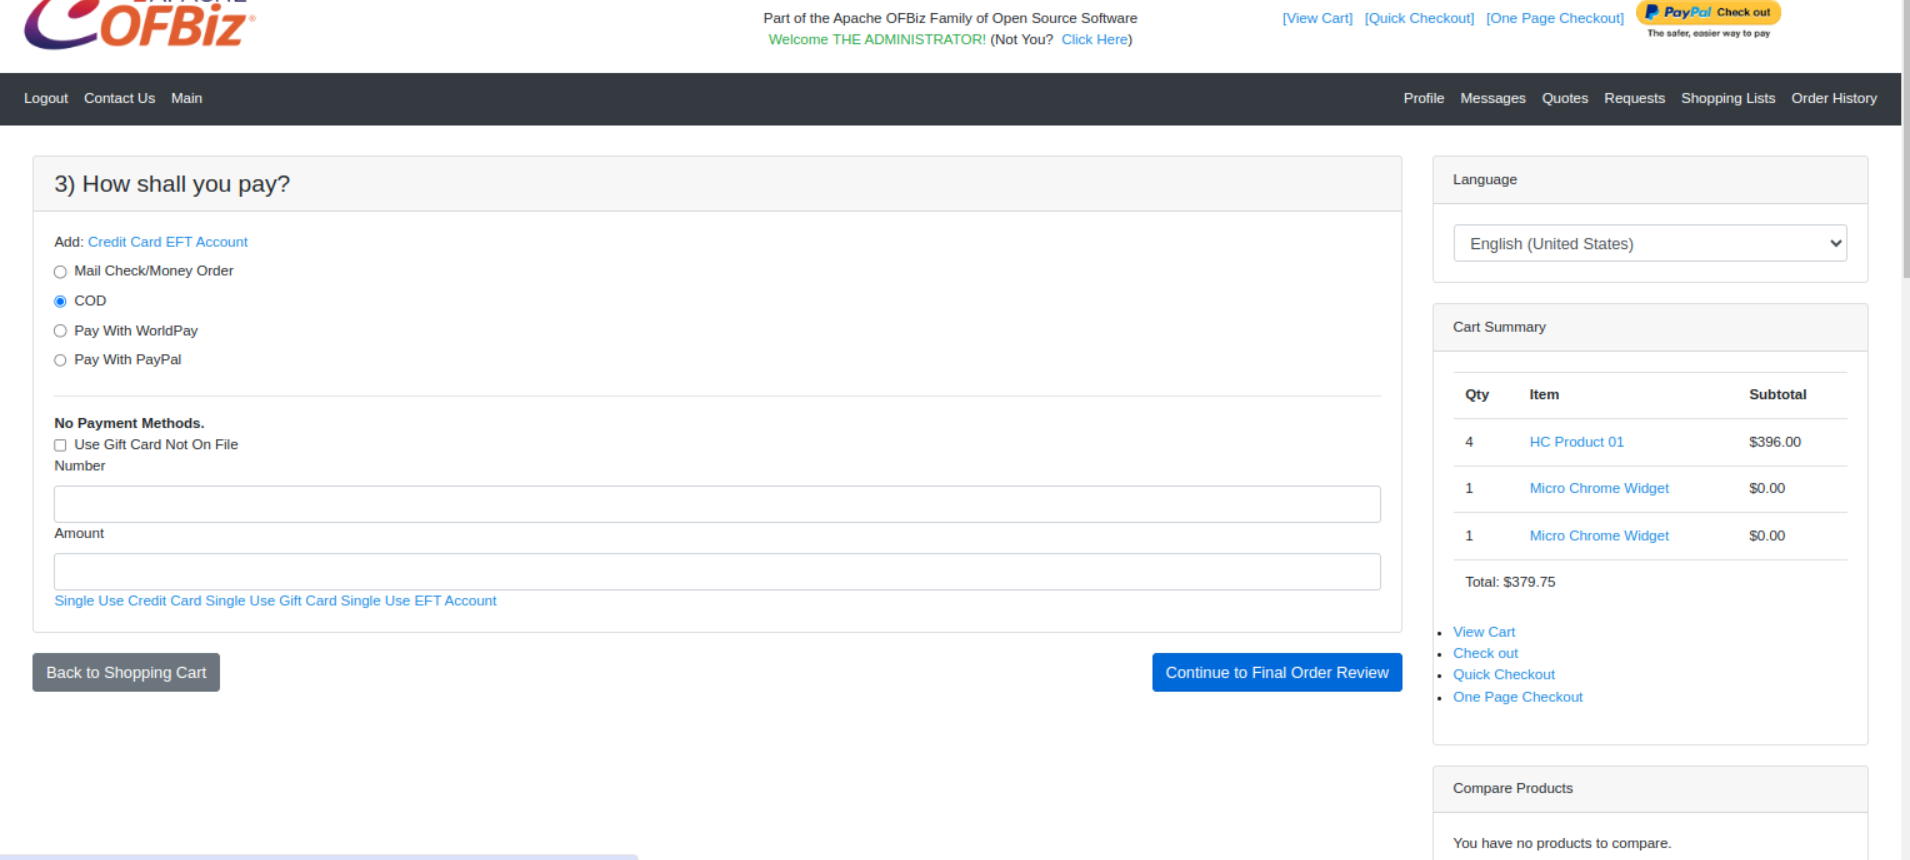 APACHE
OFBiz
Part of the Apache OFBiz Family of Open Source Software
Welcome THE ADMINISTRATOR! (Not You? Click Here)
[View Cart] [Quick Checkout] [One Page Checkout]
PayPal Check out
The safer, easier way to pay
Logout Contact Us Main
Profile Messages Quotes Requests Shopping Lists Order History
3) How shall you pay?
Add: Credit Card EFT Account
Mail Check/Money Order
COD
Pay With WorldPay
Pay With PayPal
No Payment Methods.
Use Gift Card Not On File
Number
Amount
Single Use Credit Card Single Use Gift Card Single Use EFT Account
Back to Shopping Cart
Continue to Final Order Review
Language
English (United States)
Cart Summary
Qty Item Subtotal
4 HC Product 01 $396.00
1 Micro Chrome Widget $0.00
1 Micro Chrome Widget $0.00
Total: $379.75
View Cart
Check out
Quick Checkout
One Page Checkout
Compare Products
You have no products to compare.